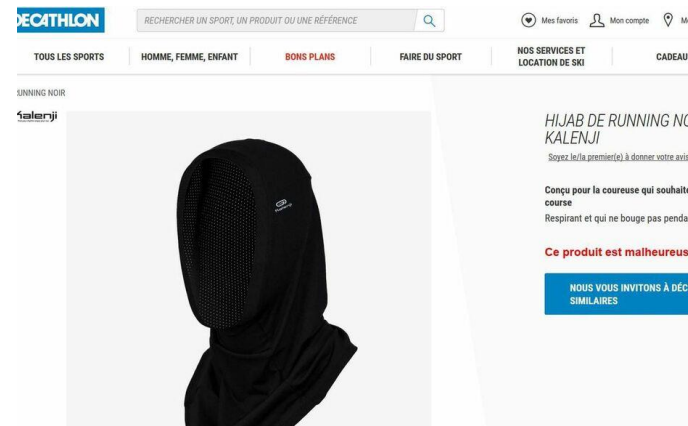 DECATHLON
RECHERCHER UN SPORT, UN PRODUIT OU UNE RÉFÉRENCE
Mes favoris
Mon compte
TOUS LES SPORTS
HOMME, FEMME, ENFANT
BONS PLANS
FAIRE DU SPORT
NOS SERVICES ET
LOCATION DE SKI
CADEAU
RUNNING NOIR
Kalenji
HIJAB DE RUNNING NO
KALENJI
Soyez le/la premier(e) à donner votre avis
Conçu pour la coureuse qui souhaite
course
Respirant et qui ne bouge pas penda
Ce produit est malheureus
NOUS VOUS INVITONS À DÉC
SIMILAIRES
Kalenji